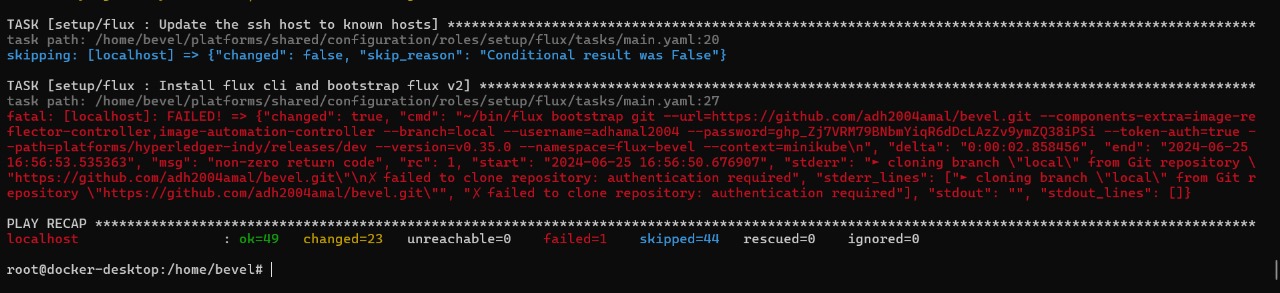 TASK [setup/flux : Update the ssh host to known hosts] *****************************************************************************************************
task path: /home/bevel/platforms/shared/configuration/roles/setup/flux/tasks/main.yaml:20
skipping: [localhost] => {"changed": false, "skip_reason": "Conditional result was False"}
TASK [setup/flux : Install flux cli and bootstrap flux v2] *************************************************************************************************
task path: /home/bevel/platforms/shared/configuration/roles/setup/flux/tasks/main.yaml:27
fatal: [localhost]: FAILED! => {"changed": true, "cmd": "~/bin/flux bootstrap git --url=https://github.com/adh2004amal/bevel.git --components-extra=image-re
flector-controller,image-automation-controller --branch=local --username=adhamal2004 --password=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 --token-auth=true -
-path=platforms/hyperledger-indy/releases/dev --version=v0.35.0 --namespace=flux-bevel --context=minikube\n", "delta": "0:00:02.858456", "end": "2024-06-25
16:56:53.535363", "msg": "non-zero return code", "rc": 1, "start": "2024-06-25 16:56:50.676907", "stderr": "► cloning branch \"local\" from Git repository \
"https://github.com/adh2004amal/bevel.git\"\n✗ failed to clone repository: authentication required", "stderr_lines": ["► cloning branch \"local\" from Git r
epository \"https://github.com/adh2004amal/bevel.git\"", "✗ failed to clone repository: authentication required"], "stdout": "", "stdout_lines": []}
PLAY RECAP *************************************************************************************************************************************************
localhost : ok=49 changed=23 unreachable=0 failed=1 skipped=44 rescued=0 ignored=0
root@docker-desktop:/home/bevel#